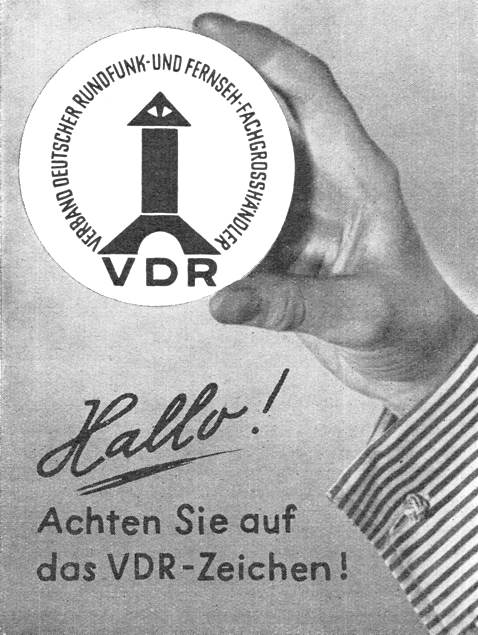 VERBAND DEUTSCHER RUNDFUNK-UND FERNSEH-FACHGROSSHÄNDLER
VDR
Hallo!
Achten Sie auf
das VDR-Zeichen!